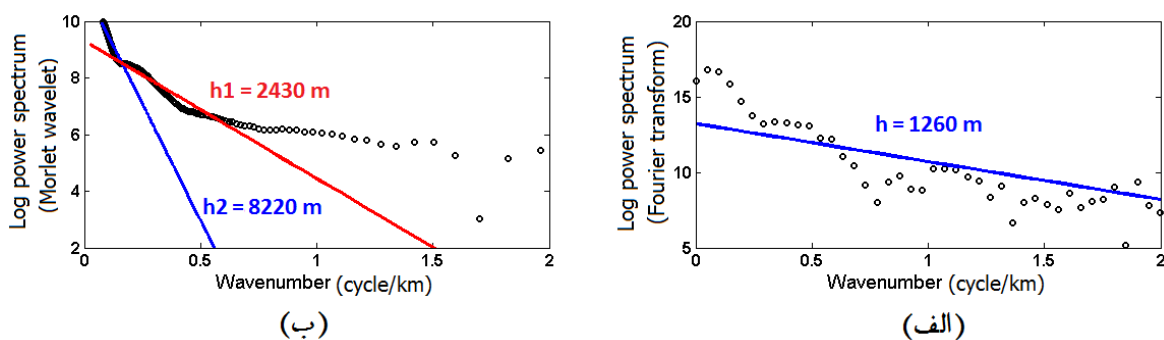 10
8
6
4
2
0
0.5
1
1.5
2
Log power spectrum
(Morlet wavelet)
h1 = 2430 m
h2 = 8220 m
Wavenumber (cycle/km)
(ب)
20
15
10
5
0
0.5
1
1.5
2
Log power spectrum
(Fourier transform)
h = 1260 m
Wavenumber (cycle/km)
(الف)